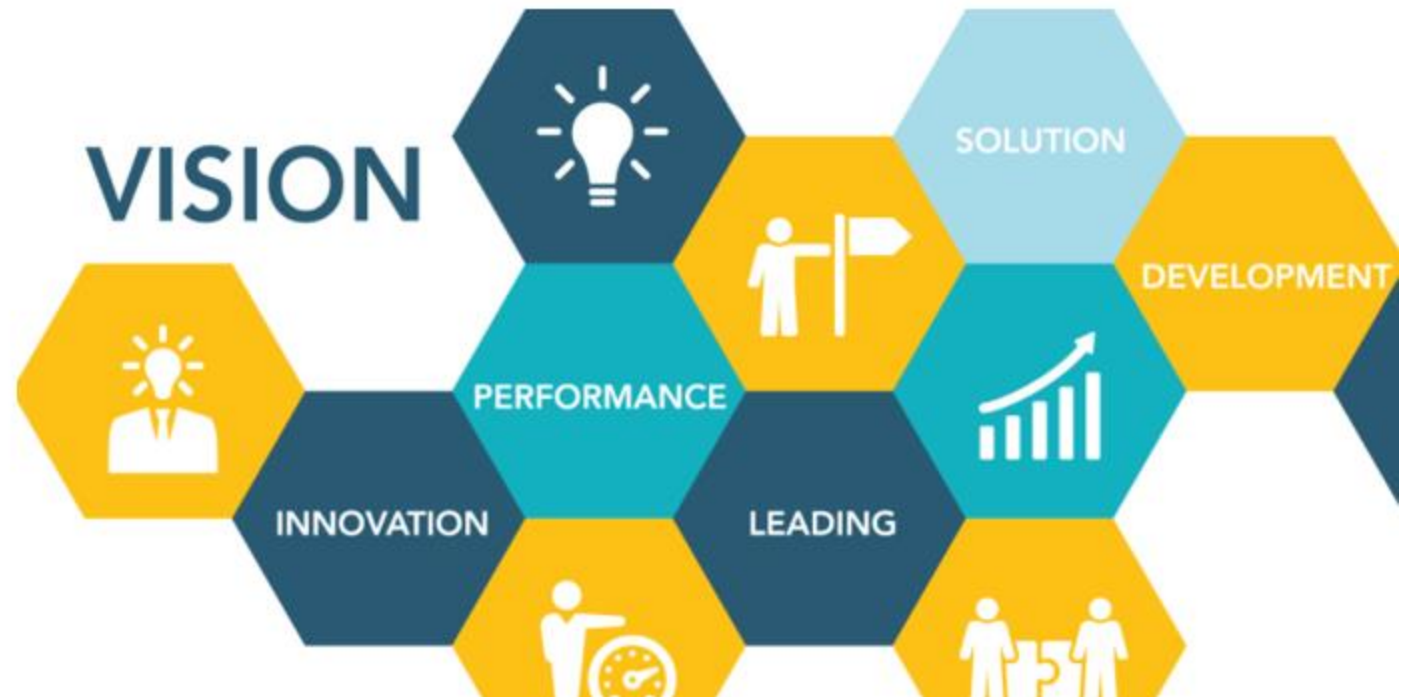 VISION
SOLUTION
DEVELOPMENT
PERFORMANCE
INNOVATION
LEADING